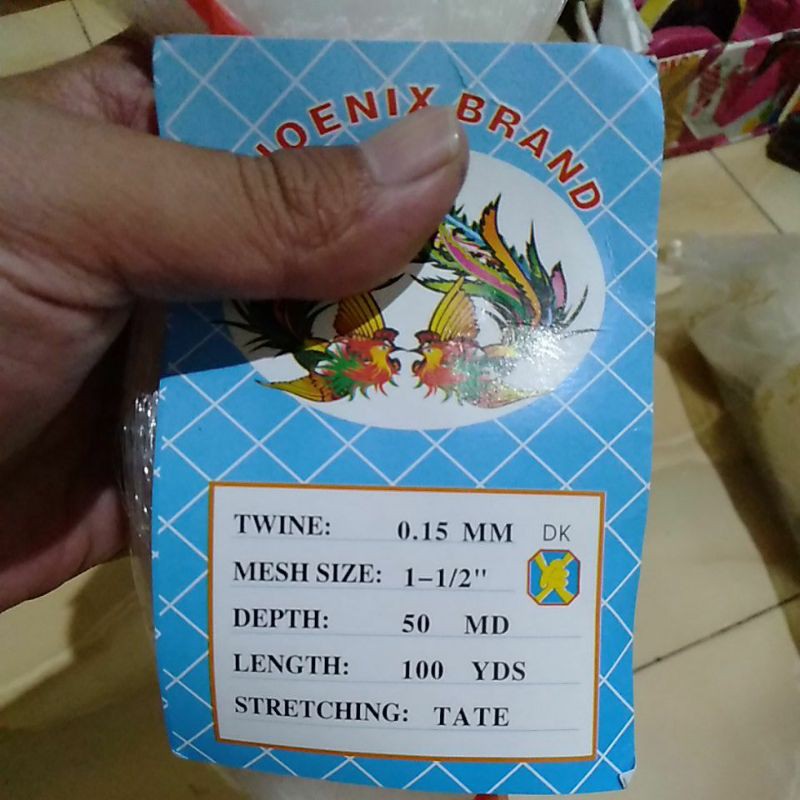 HOENIX BRAND
TWINE: 0.15 MM DK
MESH SIZE: 1-1/2"
DEPTH: 50 MD
LENGTH: 100 YDS
STRETCHING: TATE